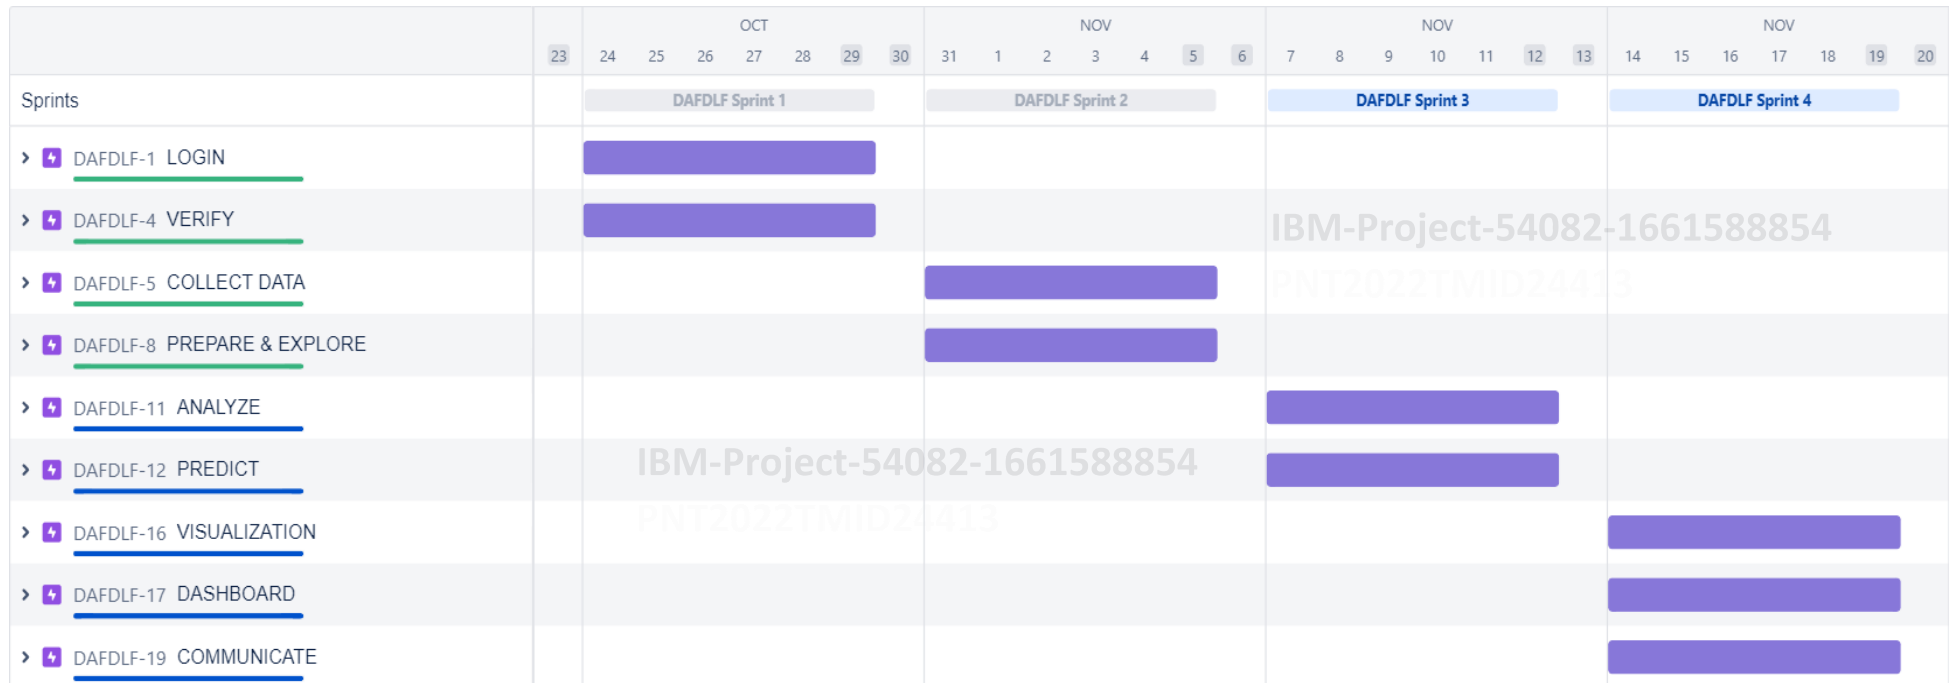 OCT NOV NOV NOV
23 24 25 26 27 28 29 30 31 1 2 3 4 5 6 7 8 9 10 11 12 13 14 15 16 17 18 19 20
Sprints DAFDLF Sprint 1 DAFDLF Sprint 2 DAFDLF Sprint 3 DAFDLF Sprint 4
DAFDLF-1 LOGIN
DAFDLF-4 VERIFY
IBM-Project-54082-1661588854
DAFDLF-5 COLLECT DATA
PNT2022TMID24413
DAFDLF-8 PREPARE & EXPLORE
DAFDLF-11 ANALYZE
DAFDLF-12 PREDICT
IBM-Project-54082-1661588854
PNT2022TMID24413
DAFDLF-16 VISUALIZATION
DAFDLF-17 DASHBOARD
DAFDLF-19 COMMUNICATE